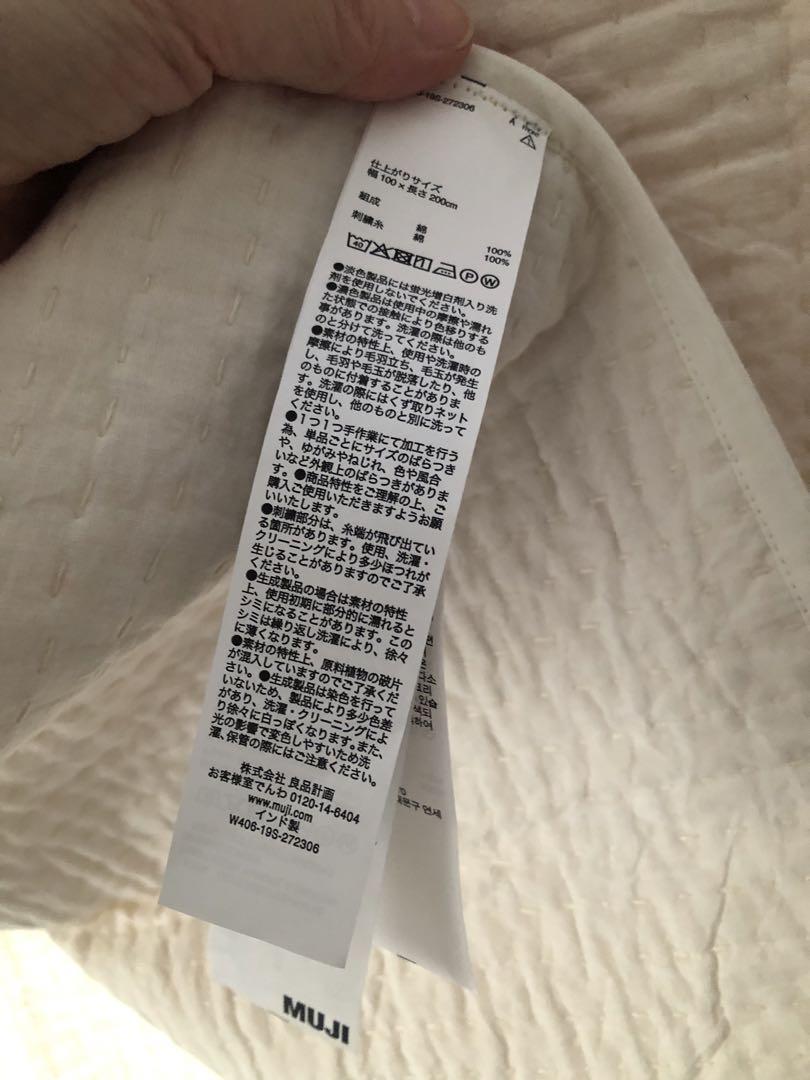 -19S-272306
仕上がりサイズ
幅 100 × 長さ 200cm
組成
綿 100%
刺繍糸 綿 100%
40 P W
●淡色製品には蛍光増白剤入り洗
剤を使用しないでください。
●濃色製品は使用中の摩擦や濡れ
た状態での接触により色移りする
事があります。洗濯の際は他のも
のと分けて洗ってください。
●素材の特性上、使用や洗濯時の
摩擦により毛羽立ち、毛玉が発生
し、毛羽や毛玉が脱落したり、他
のものに付着することがありま
す。洗濯の際にはくず取りネット
を使用し、他のものと別に洗って
ください。
●1つ1つ手作業にて加工を行う
為、単品ごとにサイズのばらつき
や、ゆがみやねじれ、色や風合
いなど外観上のばらつきがありま
す。●商品特性をご理解の上、ご
購入ご使用いただきますようお願
いいたします。
●刺繍部分は、糸端が飛び出てい
る箇所があります。使用、洗濯・
クリーニングにより多少ほつれが
生じることがありますのでご了承
ください。
●生成製品の場合は素材の特性
上、使用初期に部分的に濡れると
シミになることがあります。この
シミは繰り返し洗濯により、徐々
に薄くなります。
●素材の特性上、原料植物の破片
が混入していますのでご了承くだ
さい。●生成製品は染色を行って
いないため、製品により多少色差
があり、洗濯・クリーニングによ
り徐々に白っぽくなります。また、
光の影響で変色しやすいため洗
濯、保管の際にはご注意ください。
株式会社 良品計画
お客様室でんわ 0120-14-6404
www.muji.com
インド製
W406-19S-272306
MUJI